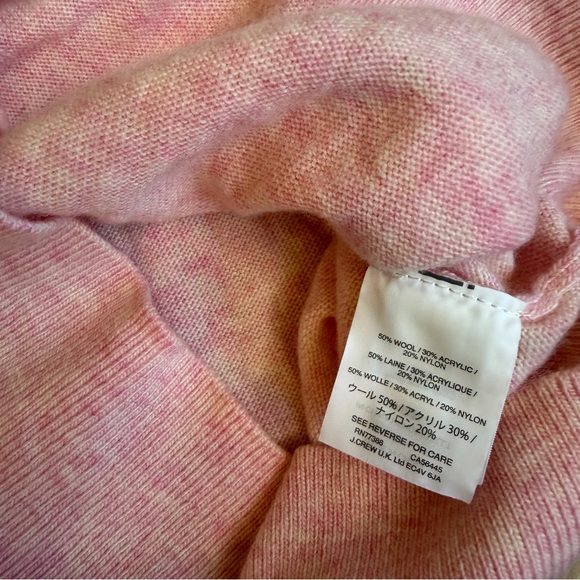 50% WOOL / 30% ACRYLIC /
20% NYLON
50% LAINE / 30% ACRYLIQUE /
20% NYLON
50% WOLLE / 30% ACRYL / 20% NYLON
ウール 50% / アクリル 30% /
ナイロン 20%
SEE REVERSE FOR CARE
RN77388 CA56445
J.CREW U.K. Ltd EC4V 6JA